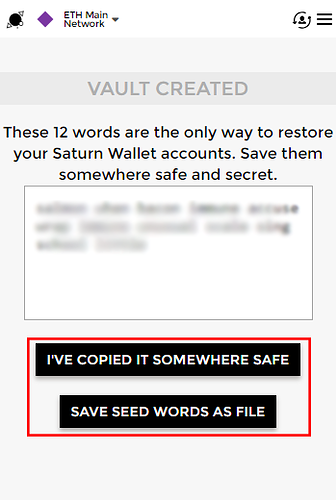 ETH Main
Network
VAULT CREATED
These 12 words are the only way to restore
your Saturn Wallet accounts. Save them
somewhere safe and secret.
I'VE COPIED IT SOMEWHERE SAFE
SAVE SEED WORDS AS FILE